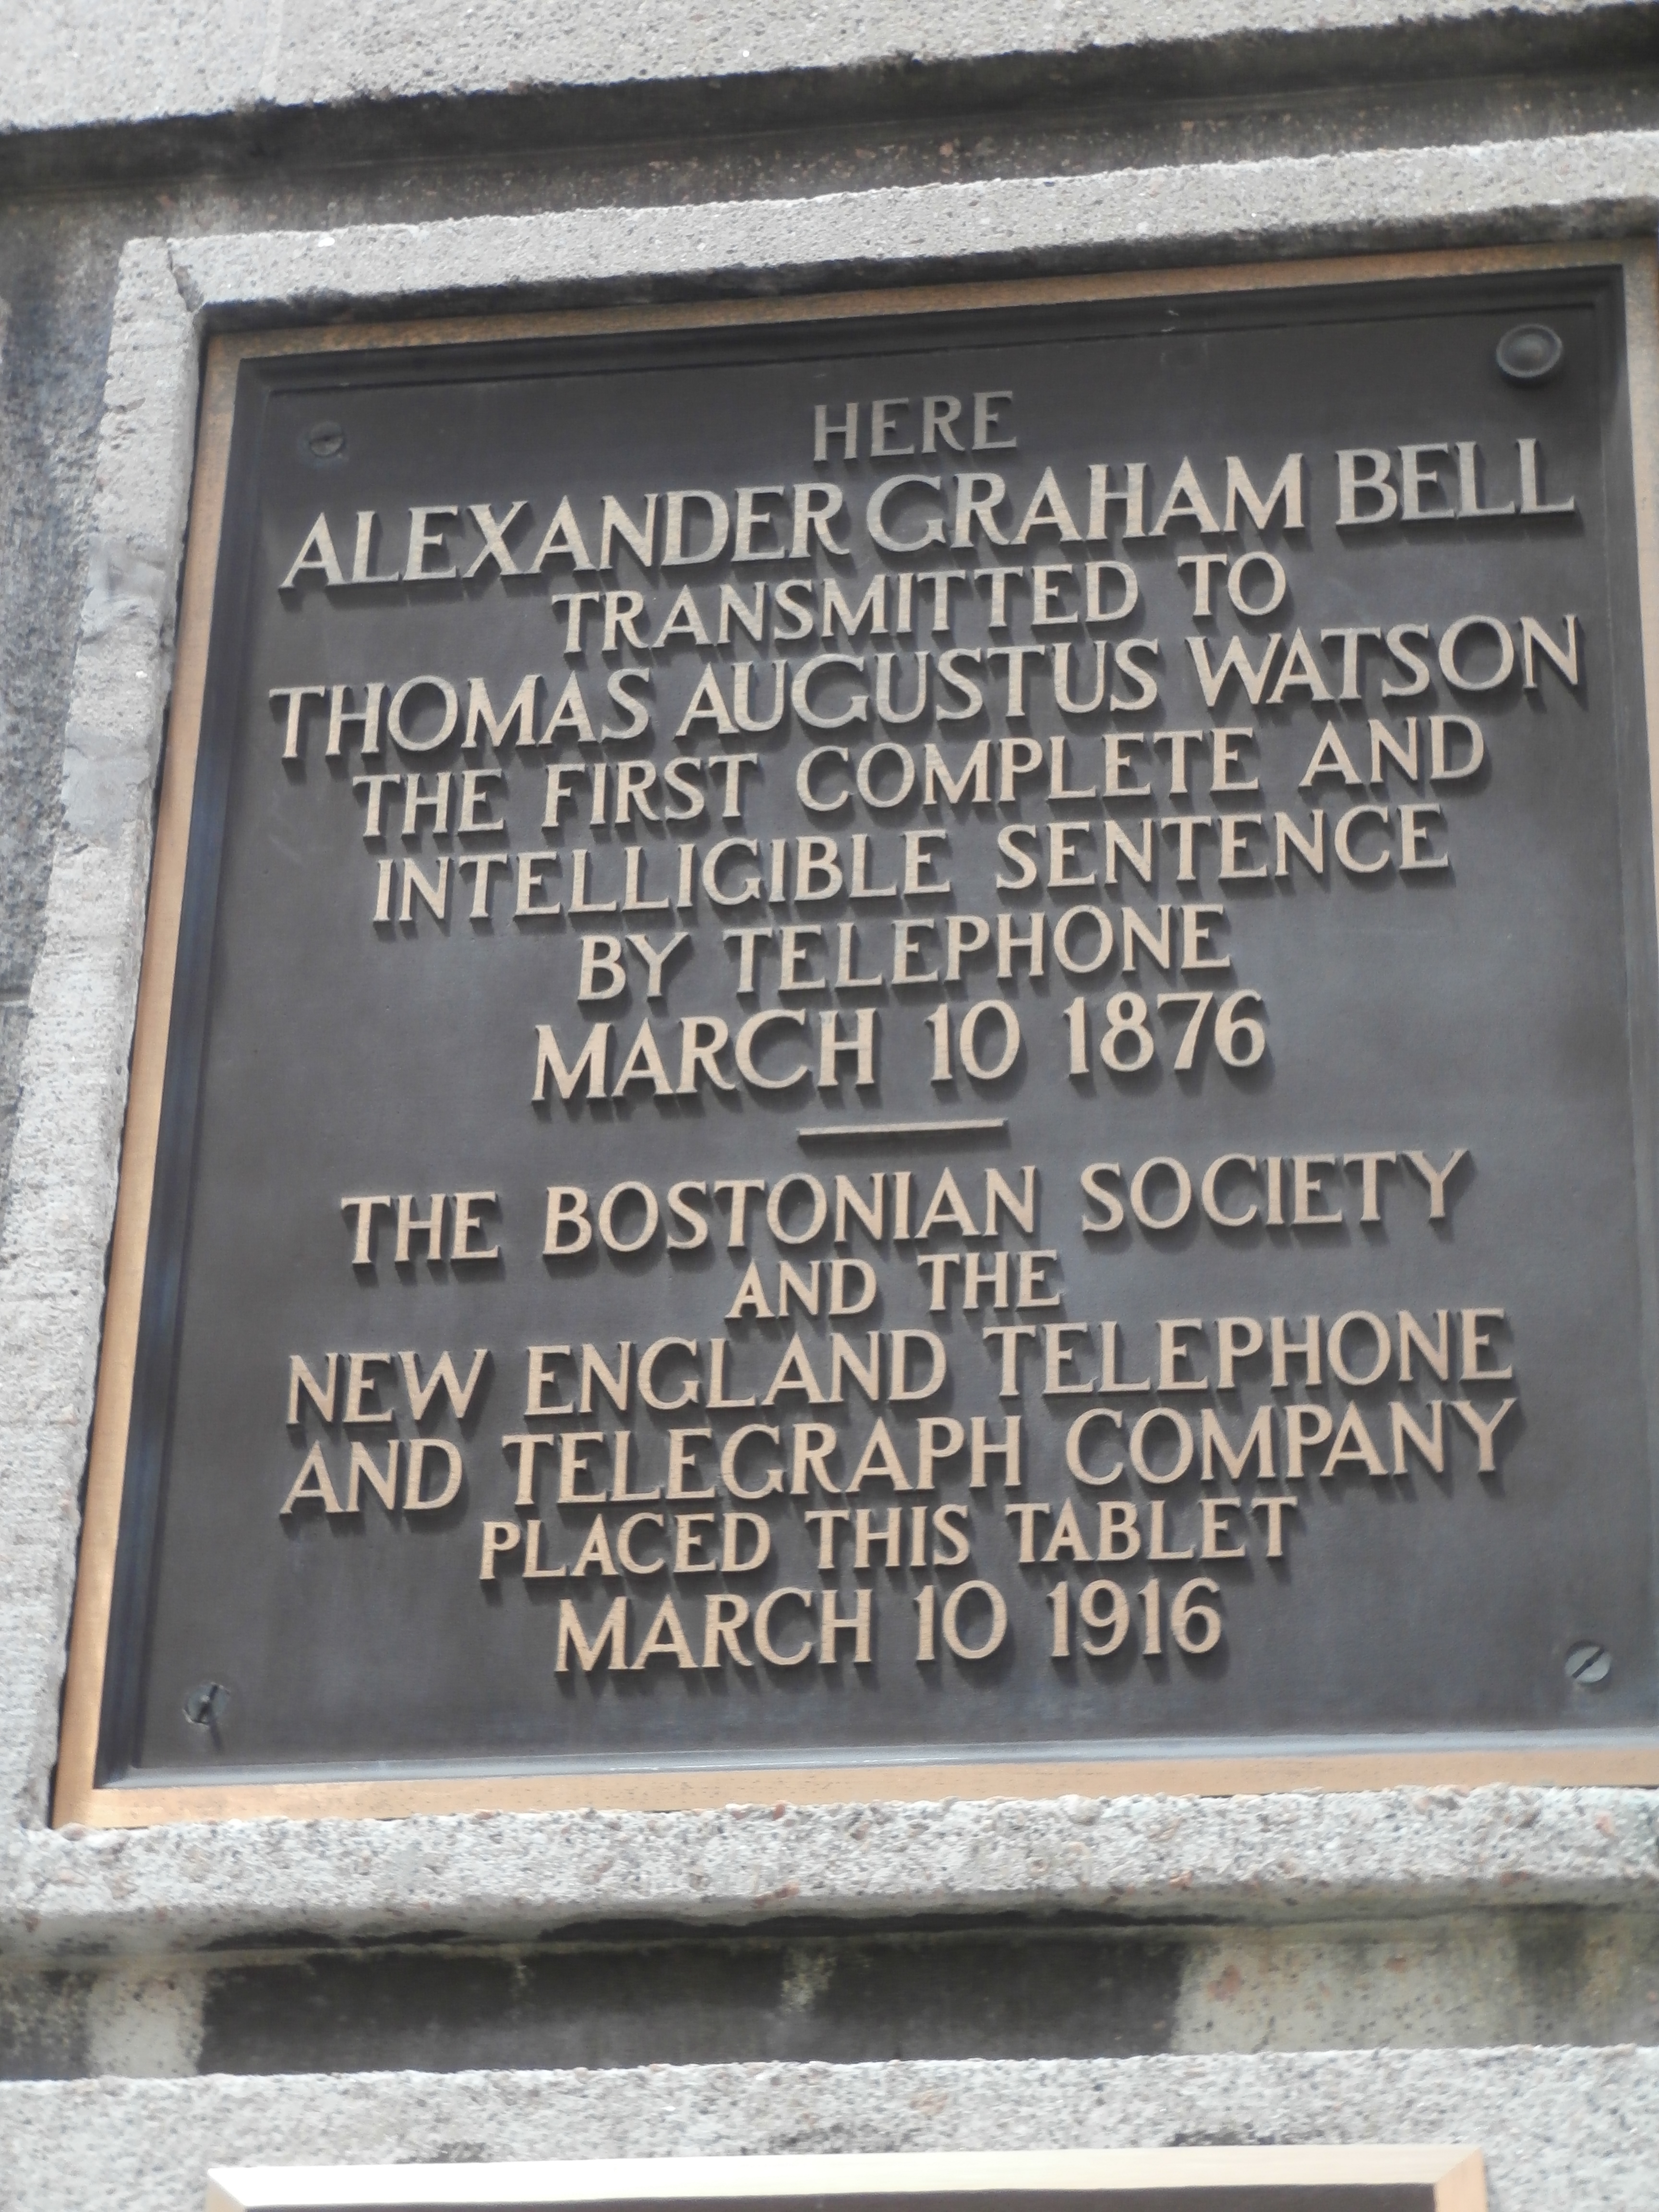 HERE
ALEXANDER GRAHAM BELL
TRANSMITTED TO
THOMAS AUGUSTUS WATSON
THE FIRST COMPLETE AND
INTELLIGIBLE SENTENCE
BY TELEPHONE
MARCH 10 1876
THE BOSTONIAN SOCIETY
AND THE
NEW ENGLAND TELEPHONE
AND TELEGRAPH COMPANY
PLACED THIS TABLET
MARCH 10 1916